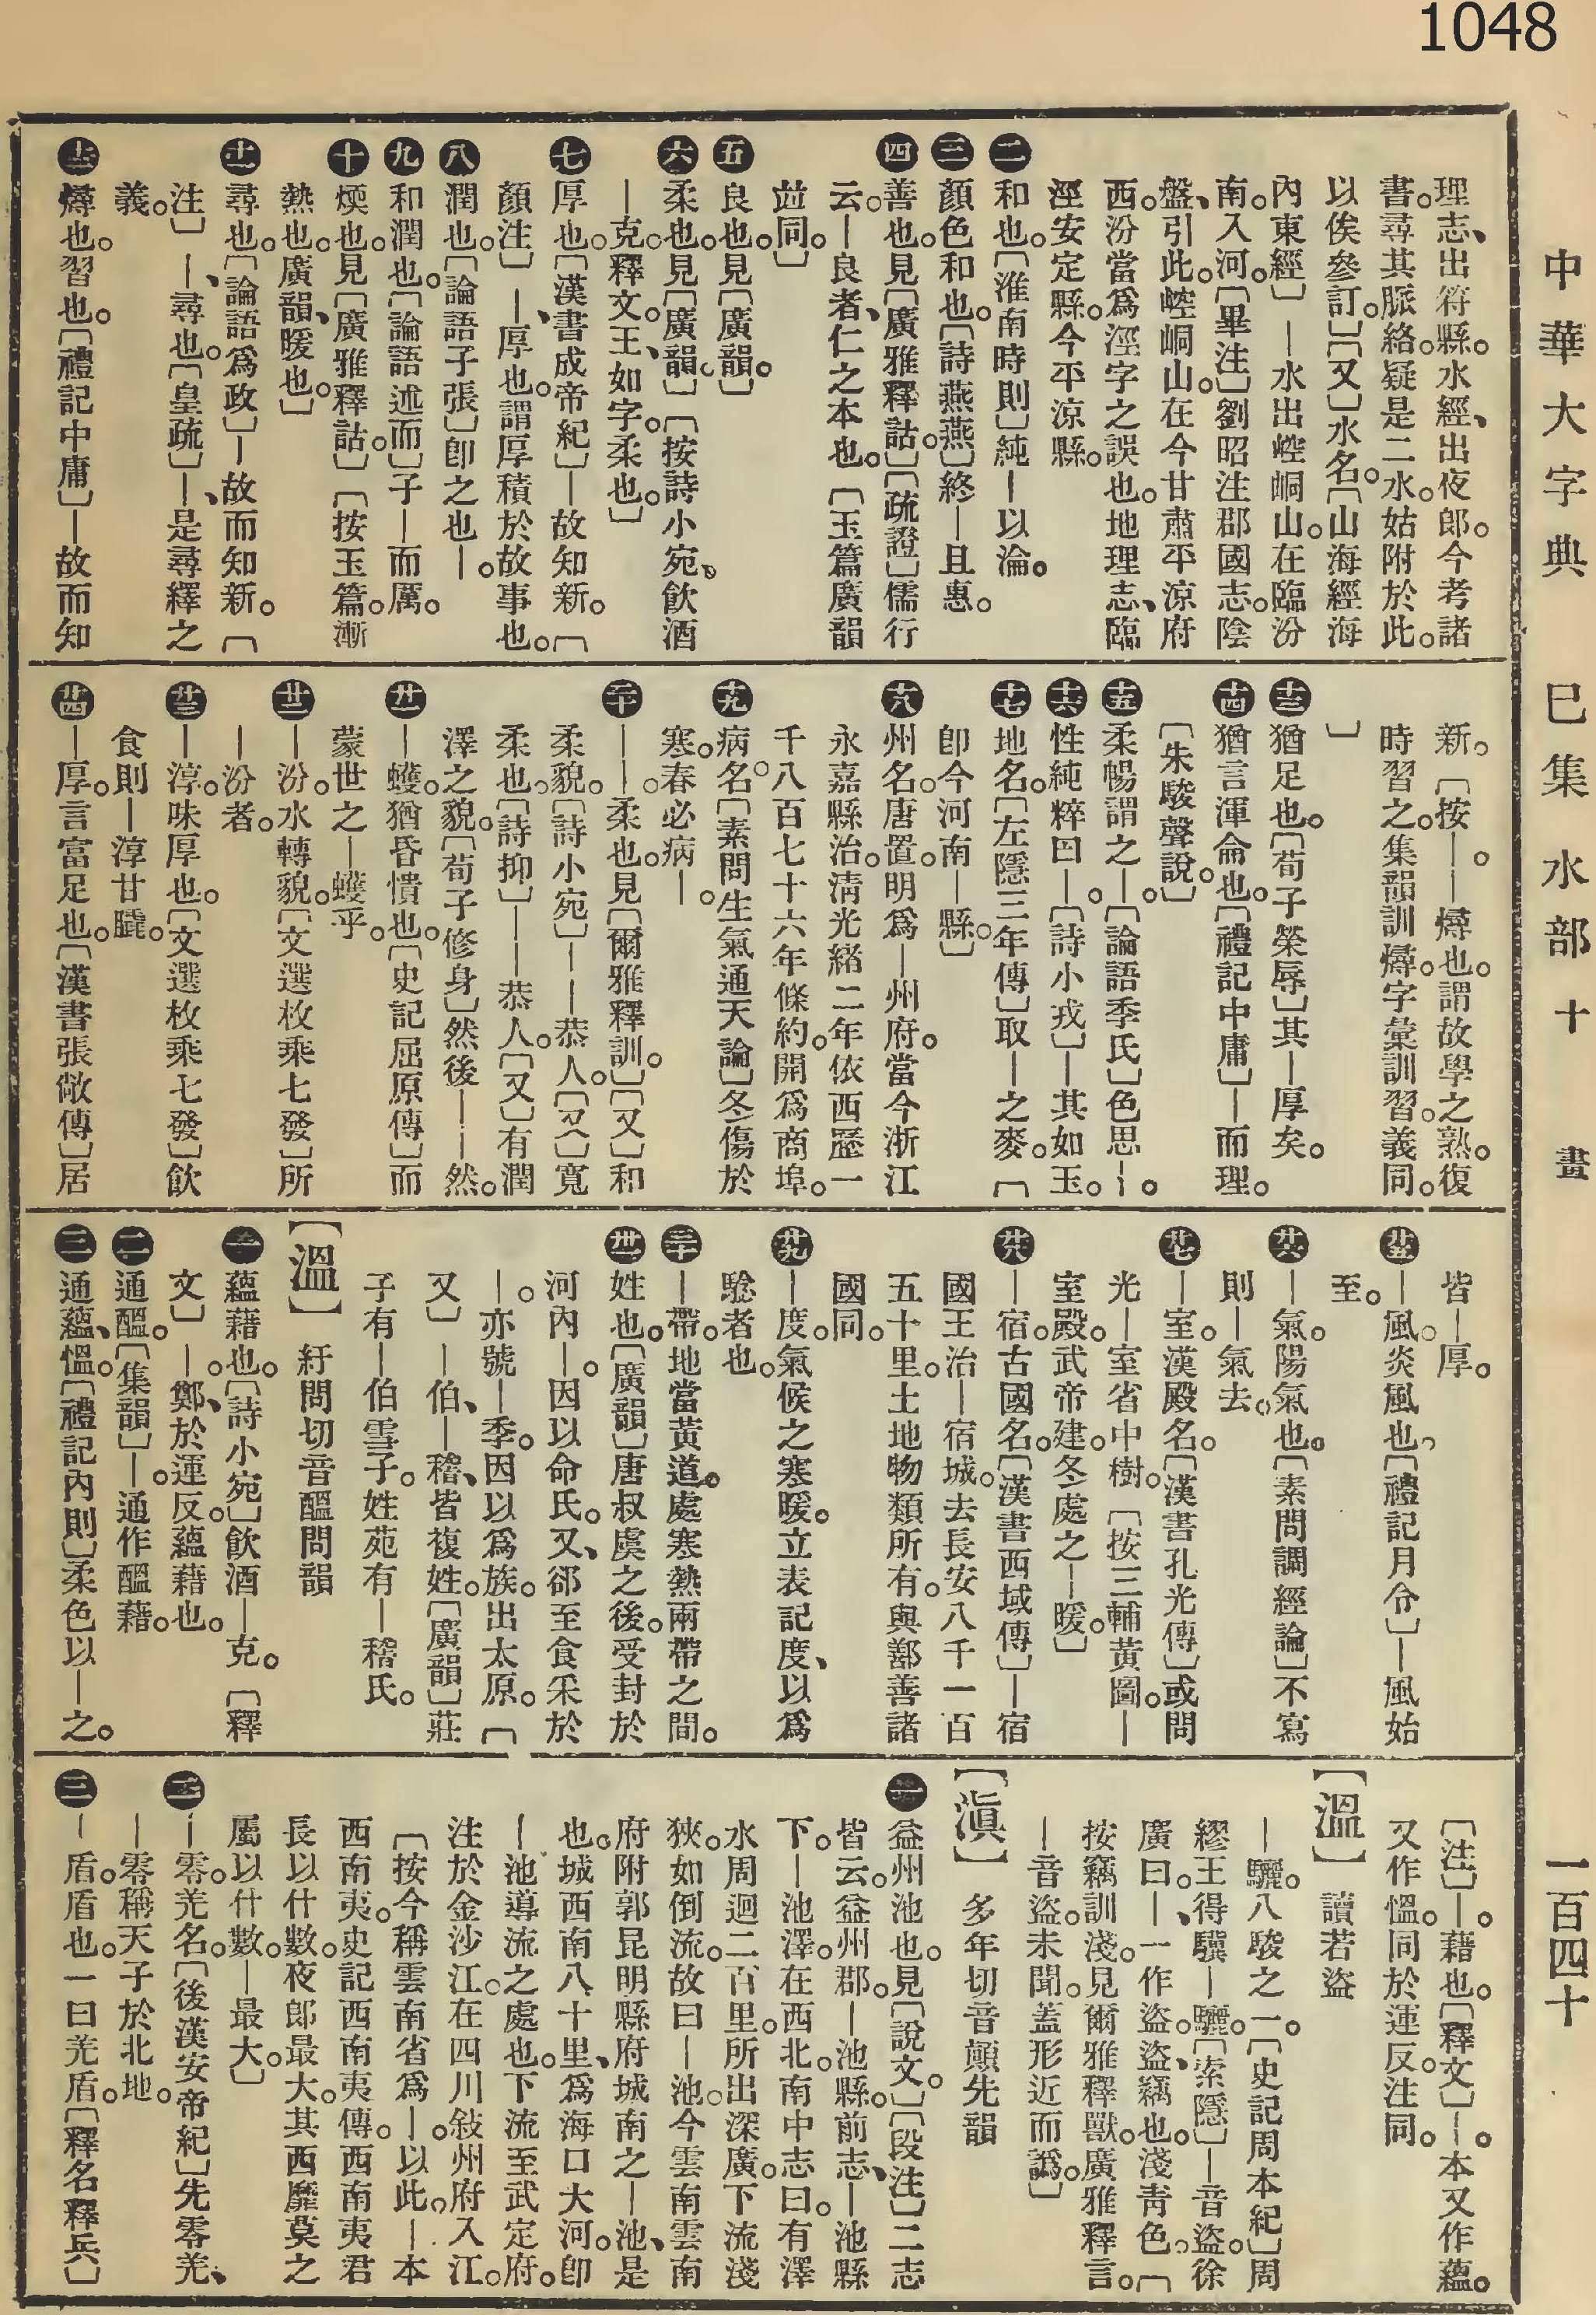 1048
中華大字典 巳集 水部 十畫 一百四十
理志、出符縣。水經、出夜郎。今考諸
書。尋其脈絡。疑是二水。姑附於此。
以俟參訂。〕〔又〕水名。〔山海經海
內東經〕—水出崆峒山。在臨汾
南。入河。〔畢注〕劉昭注郡國志。陰
盤、引此。崆峒山。在今甘肅平涼府
西。汾當爲涇字之誤也。地理志、臨
涇安定縣。今平涼縣。
㊁和也。〔淮南時則〕純—以淪。
㊂顏色和也。〔詩燕燕〕終—且惠。
㊃善也。見〔廣雅釋詁。〕〔疏證〕儒行
云。—良者、仁之本也。〔玉篇廣韻
竝同。〕
㊄良也。見〔廣韻。〕
㊅柔也。見〔廣韻。〕〔按詩小宛、飮酒
—克。釋文。王、如字。柔也。〕
㊆厚也。〔漢書成帝紀〕—故知新。〔
顏注〕—、厚也。謂厚積於故事也。
㊇潤也。〔論語子張〕卽之也—。
㊈和潤也。〔論語述而〕子—而厲。
㊉煗也。見〔廣雅釋詁。〕〔按玉篇。漸
熱也。廣韻、暖也。〕
⑪尋也。〔論語爲政〕—故而知新。〔
注〕—、尋也。〔皇疏〕—、是尋繹之
義。
⑫燖也。習也。〔禮記中庸〕—故而知
新。〔按—。—燖也。謂故學之熟。復
時習之。集韻訓燖。字彙訓習。義同。
〕
⑬猶足也。〔荀子榮辱〕其—厚矣。
⑭猶言渾侖也。〔禮記中庸〕—而理。
〔朱駿聲說。〕
⑮柔暢謂之—。〔論語季氏〕色思—。
⑯性純粹曰—。〔詩小戎〕—其如玉。
⑰地名。〔左隱三年傳〕取—之麥。〔
卽今河南—縣。〕
⑱州名。唐置。明爲—州府。當今浙江
永嘉縣治。淸光緒二年依西歷一
千八百七十六年條約。開爲商埠。
⑲病名。〔素問生氣通天論〕冬傷於
寒。春必病—。
⑳——。柔也。見〔爾雅釋訓。〕〔又〕和
柔貌。〔詩小宛〕——恭人。〔又〕寬
柔也。〔詩抑〕——恭人。〔又〕有潤
澤之貌。〔荀子修身〕然後——然。
㉑—蠖。猶昏憒也。〔史記屈原傳〕而
蒙世之—蠖乎。
㉒—汾。水轉貌。〔文選枚乘七發〕所
—汾者。
㉓—淳。味厚也。〔文選枚乘七發〕飮
食則—淳甘膬。
㉔—厚。言富足也。〔漢書張敞傳〕居
皆—厚。
㉕—風。炎風也。〔禮記月令〕—風始
至。
㉖—氣。陽氣也。〔素問調經論〕不寫
則—氣去。
㉗—室。漢殿名。〔漢書孔光傳〕或問
光—室省中樹。〔按三輔黃圖。—
室殿。武帝建。冬處之—暖。〕
㉘—宿。古國名。〔漢書西域傳〕—宿
國王治—宿城。去長安八千一百
五十里。土地物類所有。與鄯善諸
國同。
㉙—度。氣候之寒暖。立表記度、以爲
驗者也。
㉚—帶。地當黃道。處寒熱兩帶之間。
㉛姓也。〔廣韻〕唐叔虞之後。受封於
河內—。因以命氏。又、郤至食采於
—。亦號—季。因以爲族。出太原。〔
又〕—伯、—稽、皆複姓。〔廣韻〕莊
子有—伯雪子。姓苑有—稽氏。
〔溫〕紆問切音醞問韻
㊀蘊藉也。〔詩小宛〕飮酒—克。〔釋
文〕—。鄭、於運反。蘊藉也。
㊁通醞。〔集韻〕—。通作醞藉。
㊂通蘊、慍。〔禮記內則〕柔色以—之。
〔注〕—。藉也。〔釋文〕—。本又作蘊。
又作慍。同於運反。注同。
〔溫〕讀若盜
—驪。八駿之一。〔史記周本紀〕周
繆王得驥—驪。〔索隱〕—音盜。徐
廣曰。—、一作盜。盜、竊也。淺靑色。〔
按竊訓淺。見爾雅釋獸。廣雅釋言。
—音盜。未聞。蓋形近而譌。〕
〔滇〕多年切音顚先韻
㊀益州池也。見〔說文。〕〔段注〕二志
皆云。益州郡。—池縣。前志、—池縣
下。—池澤。在西北。南中志曰。有澤
水周迴二百里。所出深廣。下流淺
狹。如倒流。故曰—池。今雲南雲南
府附郭昆明縣府城南之—池、是
也。城西南八十里、爲海口大河。卽
—池導流之處也。下流至武定府。
注於金沙江。在四川敍州府入江。
〔按今稱雲南省爲—。以此。—本
西南夷。史記西南夷傳。西南夷君
長以什數。夜郎最大。其西靡莫之
屬以什數。—最大。〕
㊁—零。羌名。〔後漢安帝紀〕先零羌、
—零稱天子於北地。
㊂—盾。盾也。一曰羌盾。〔釋名釋兵〕